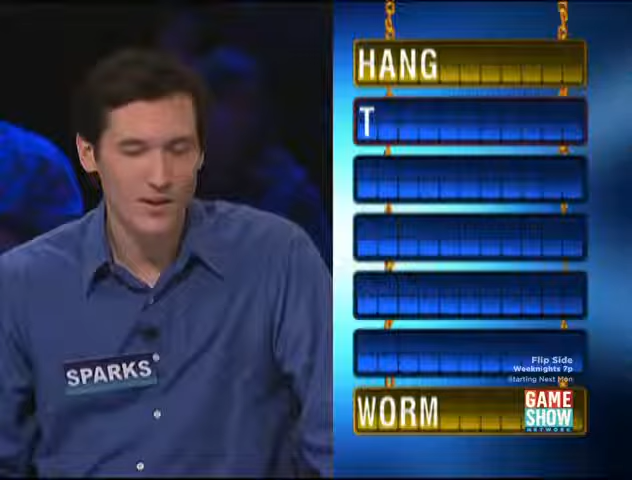 HANG
T
SPARKS
Flip Side
Weeknights 7p
Starting Next Mon
WORM
GAME
SHOW
NETWORK